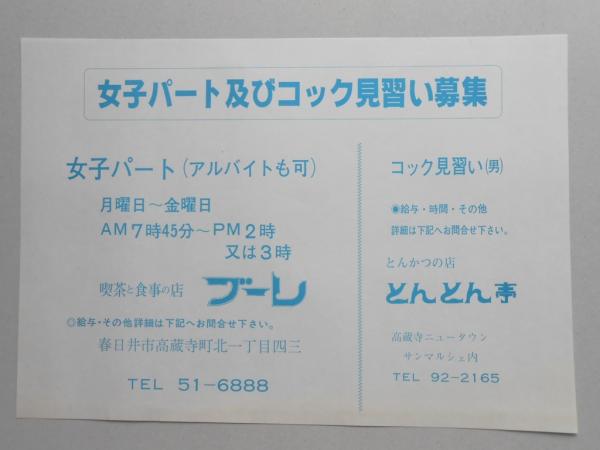 女子パート及びコック見習い募集
女子パート(アルバイトも可)
月曜日〜金曜日
AM7時45分〜PM2時
又は3時
喫茶と食事の店 ブーレ
◎給与・その他詳細は下記へお問合せ下さい。
春日井市高蔵寺町北一丁目四三
TEL 51-6888
コック見習い(男)
◉給与・時間・その他
詳細は下記へお問合せ下さい。
とんかつの店
とんとん亭
高蔵寺ニュータウン
サンマルシェ内
TEL 92-2165